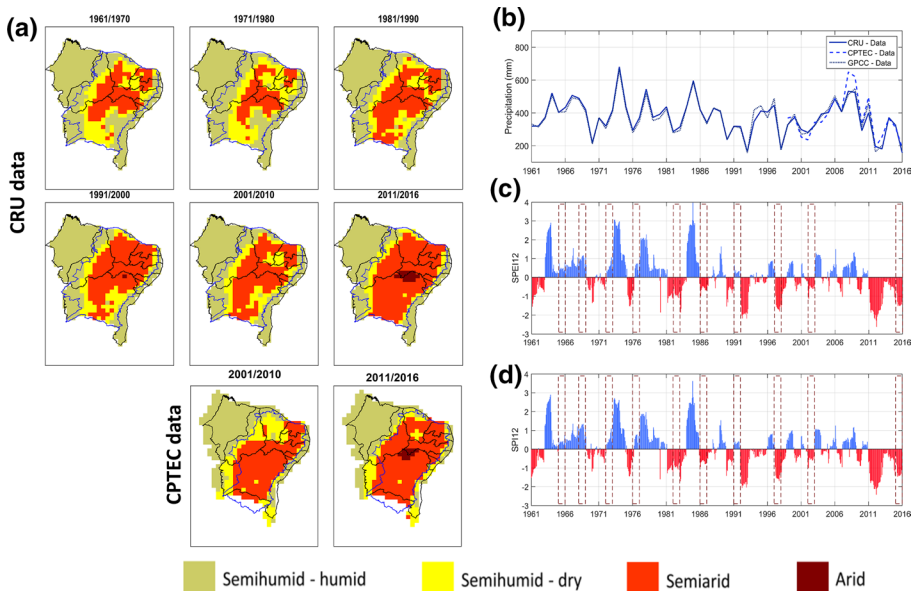 (a)
1961/1970
1971/1980
1981/1990
1991/2000
2001/2010
2011/2016
CRU data
2001/2010
2011/2016
CPTEC data
(b)
Precipitation (mm)
800
600
400
200
CRU - Data
CPTEC - Data
GPCC - Data
1961 1966 1971 1976 1981 1986 1991 1996 2001 2006 2011 2016
(c)
SPEI12
4
3
2
1
0
-1
-2
-3
1961 1966 1971 1976 1981 1986 1991 1996 2001 2006 2011 2016
(d)
SPI12
4
3
2
1
0
-1
-2
-3
1961 1966 1971 1976 1981 1986 1991 1996 2001 2006 2011 2016
Semihumid - humid
Semihumid - dry
Semiarid
Arid